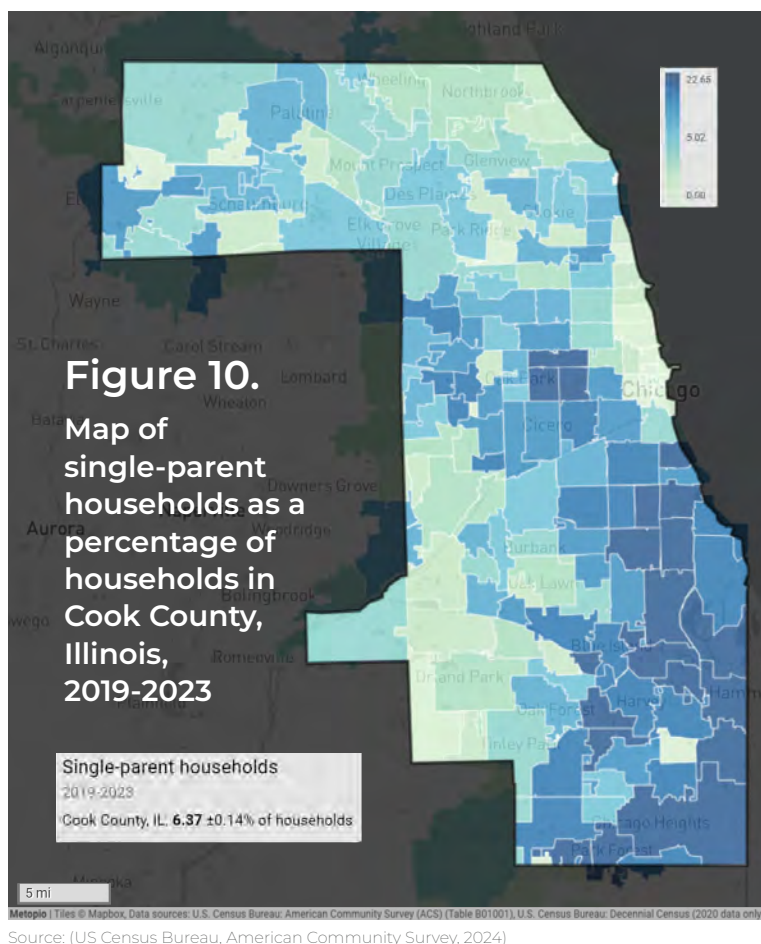 Highland Park
Algonquin
Wheeling
Northbrook
22.65
Carpentersville
Palatine
5.02
Mount Prospect
Glenview
0.00
Des Plaines
Schaumburg
Skokie
Elk Grove
Village
Park Ridge
Wayne
St. Charles
Carol Stream
Figure 10.
Lombard
Oak Park
Chicago
Wheaton
Map of
Cicero
single-parent
households as a
Downers Grove
percentage of
Aurora
Naperville
Woodridge
households in
Burbank
Cook County,
Bolingbrook
Oak Lawn
Illinois,
Romeoville
Blue Island
2019-2023
Orland Park
Plainfield
Oak Forest
Harvey
Hamm
Tinley Park
Single-parent households
2019-2023
Cook County, IL: 6.37 ±0.14% of households
Chicago Heights
Park Forest
Minooka
5 mi
Metopio | Tiles © Mapbox, Data sources: U.S. Census Bureau: American Community Survey (ACS) (Table B01001), U.S. Census Bureau: Decennial Census (2020 data only
Source: (US Census Bureau, American Community Survey, 2024)